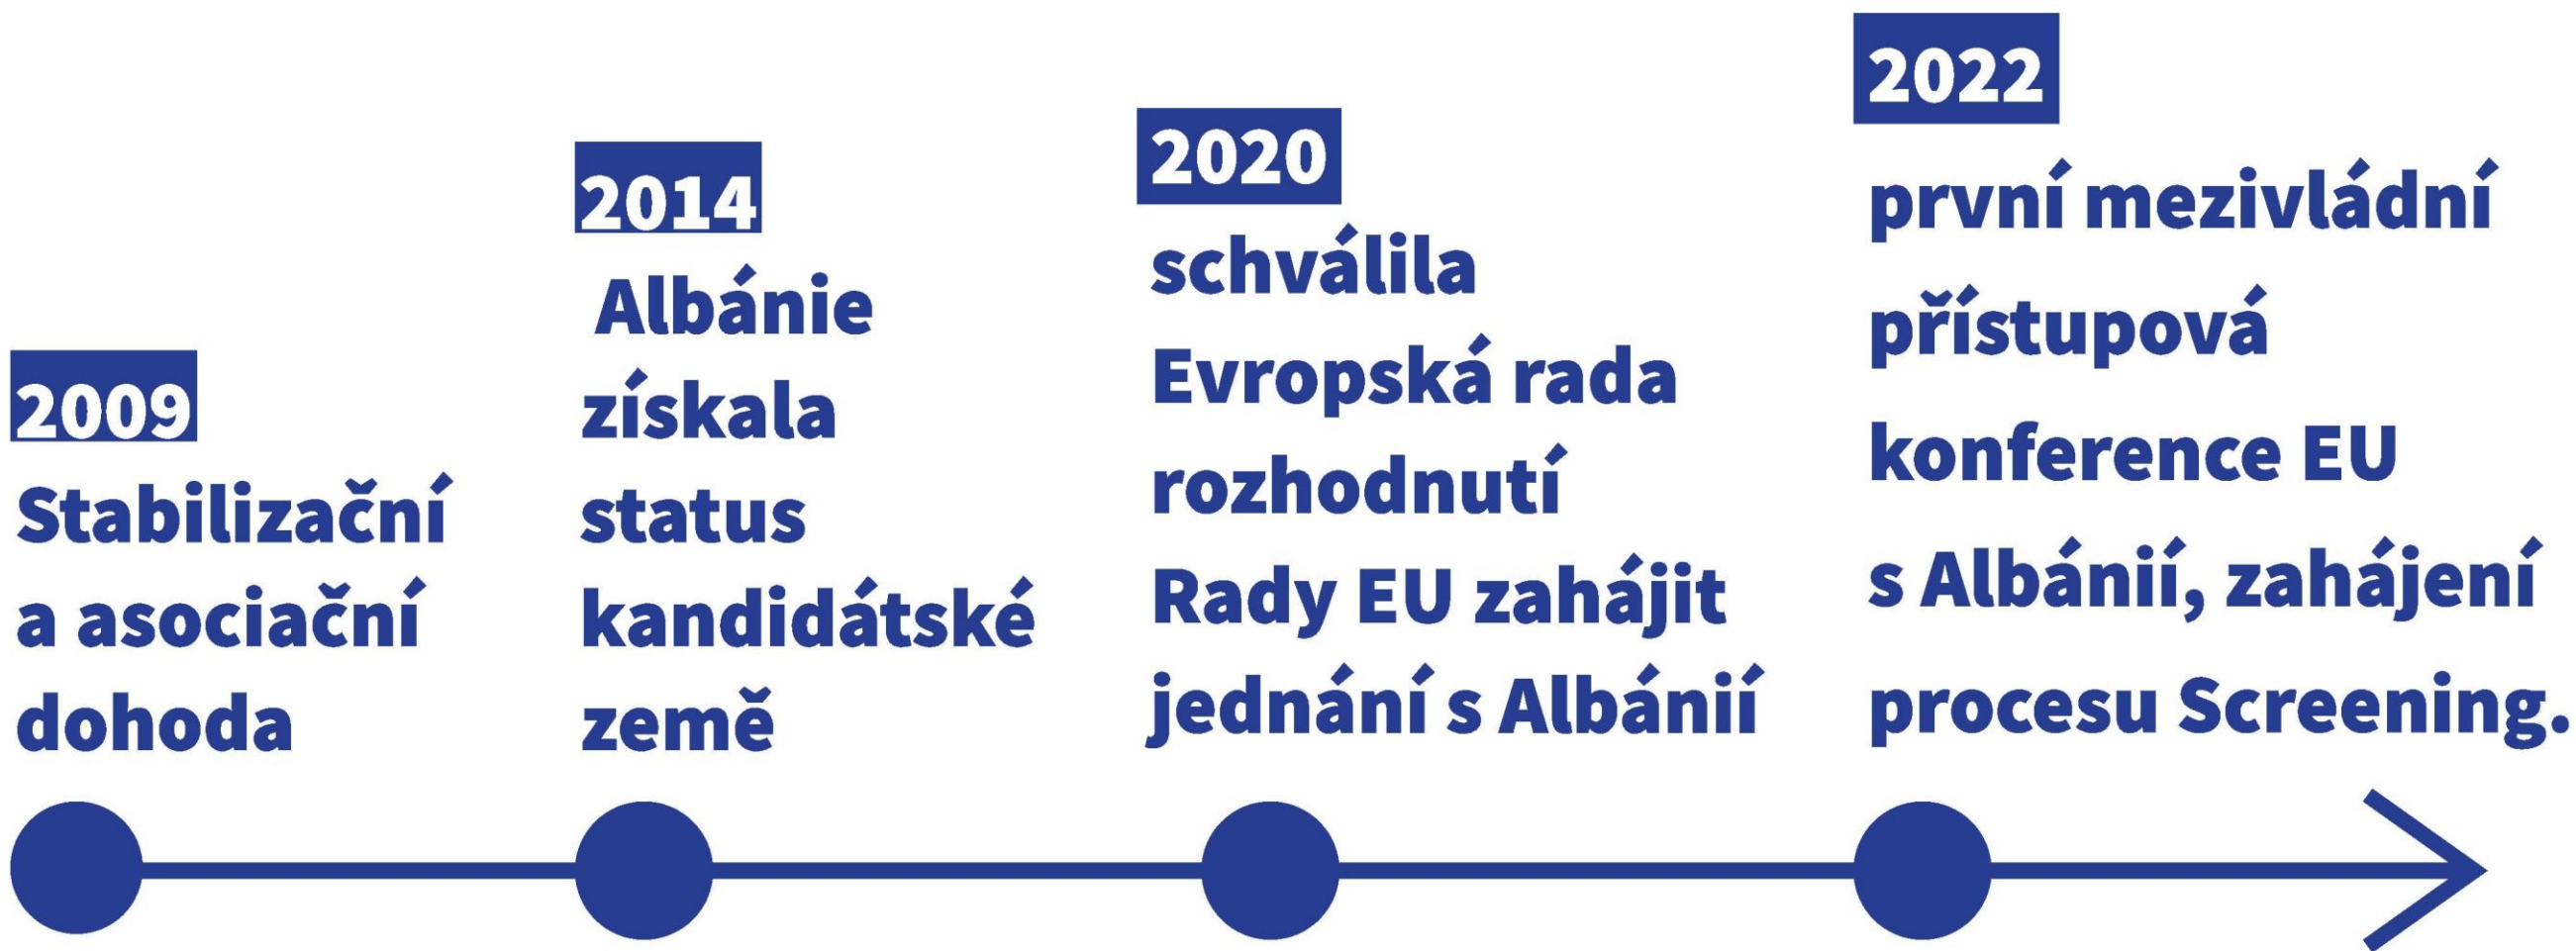 2009
Stabilizační
a asociační
dohoda
2014
Albánie
získala
status
kandidátské
země
2020
schválila
Evropská rada
rozhodnutí
Rady EU zahájit
jednání s Albánií
2022
první mezivládní
přístupová
konference EU
s Albánií, zahájení
procesu Screening.